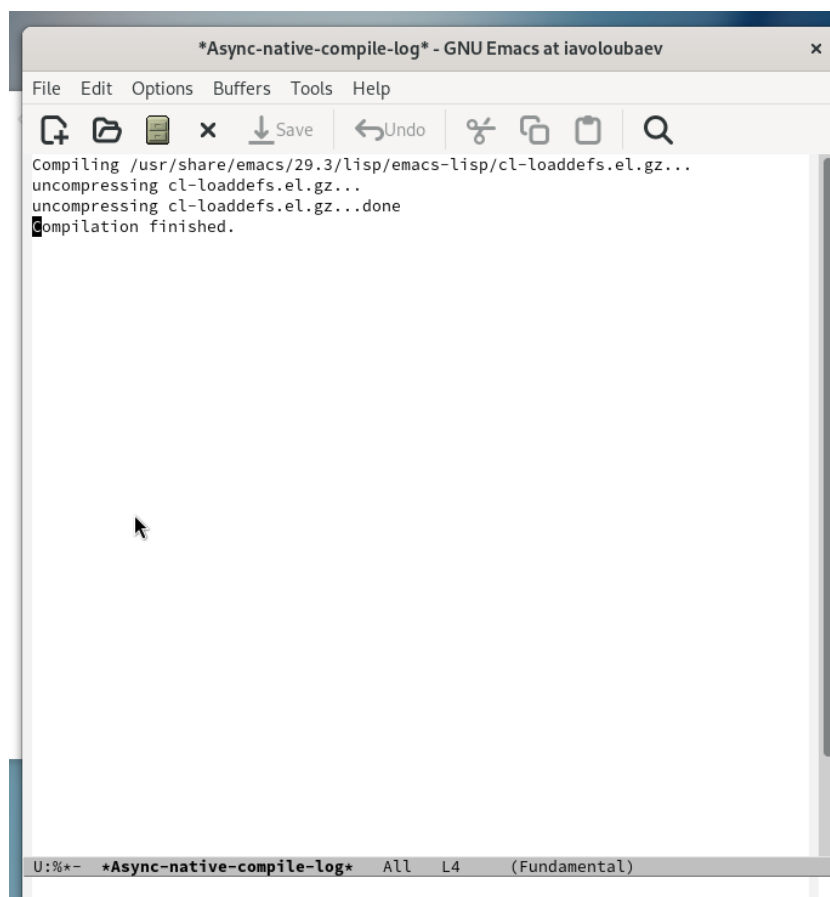 *Async-native-compile-log* - GNU Emacs at iavoloubaev
File Edit Options Buffers Tools Help
Save Undo
Compiling /usr/share/emacs/29.3/lisp/emacs-lisp/cl-loaddefs.el.gz...
uncompressing cl-loaddefs.el.gz...
uncompressing cl-loaddefs.el.gz...done
Compilation finished.
U:%*- *Async-native-compile-log* All L4 (Fundamental)